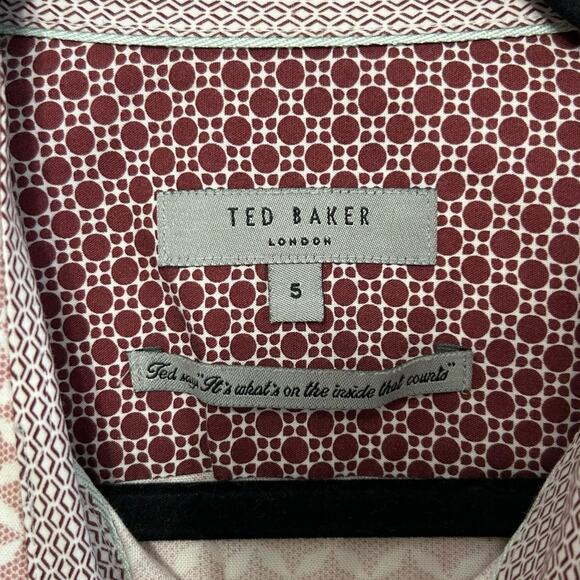 TED BAKER
LONDON
5
Ted says "It's what's on the inside that counts"